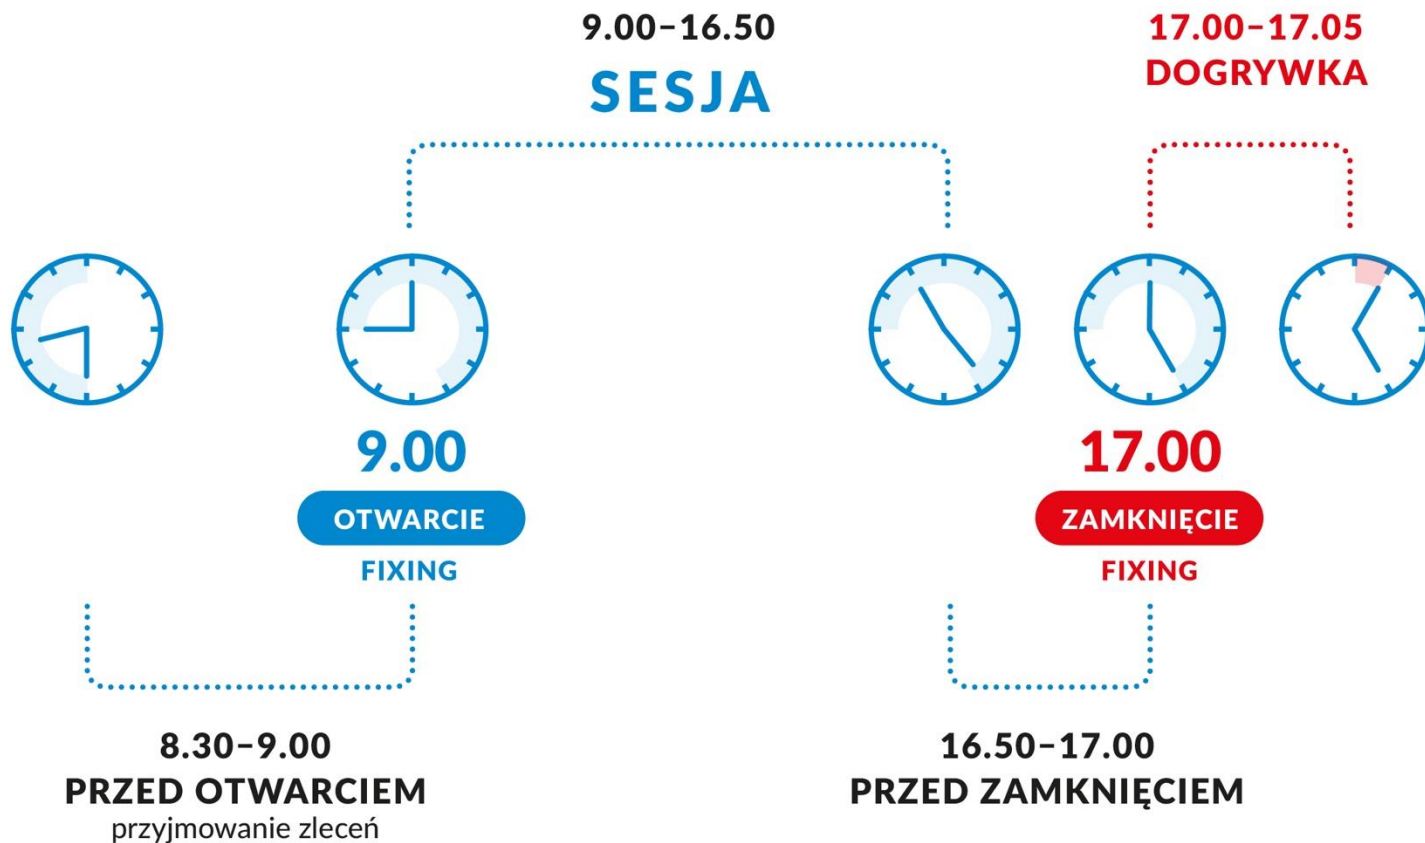 9.00–16.50
SESJA
17.00–17.05
DOGRYWKA
9.00
OTWARCIE
FIXING
17.00
ZAMKNIĘCIE
FIXING
8.30–9.00
PRZED OTWARCIEM
przyjmowanie zleceń
16.50–17.00
PRZED ZAMKNIĘCIEM